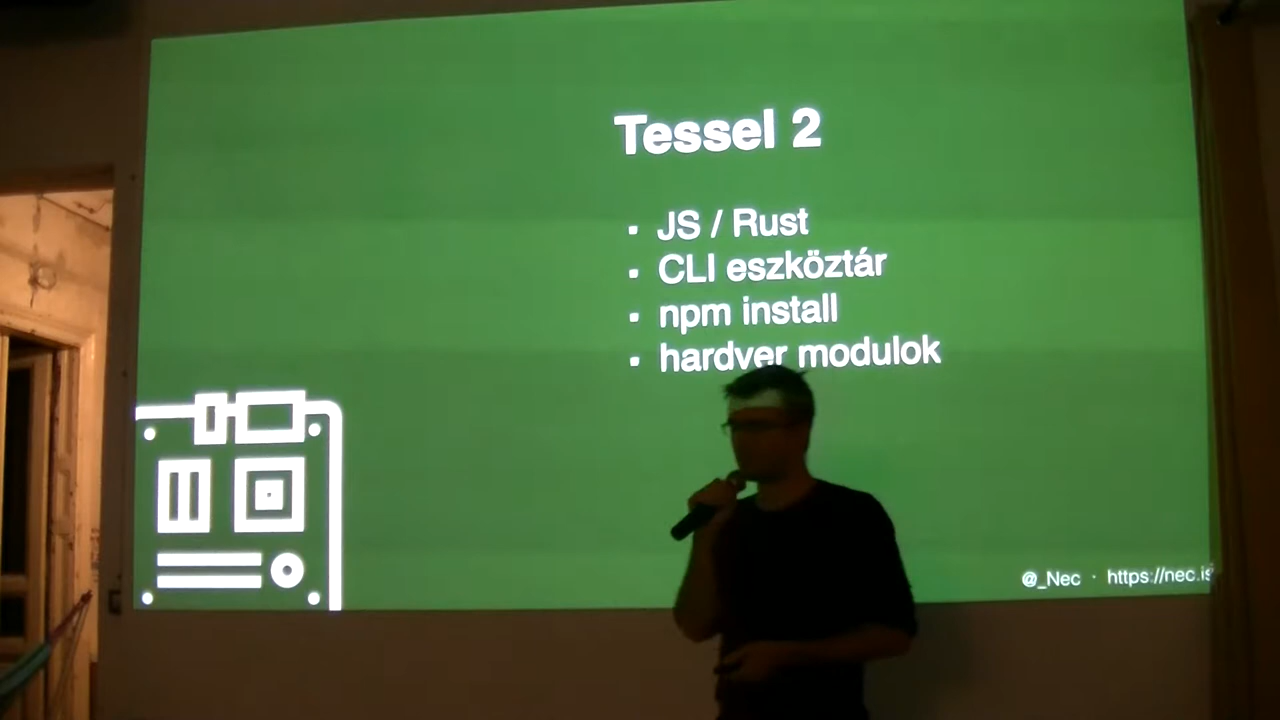 Tessel 2
JS / Rust
CLI eszköztár
npm install
hardver modulok
@_Nec · https://nec.is